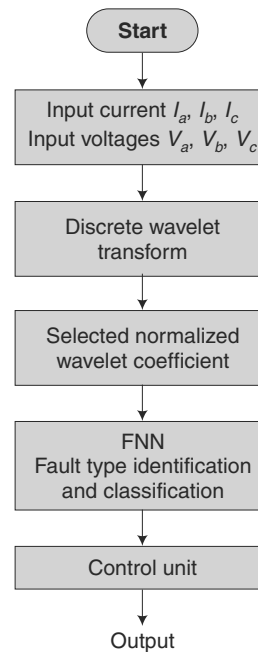 Start
Input current Ia, Ib, Ic
Input voltages Va, Vb, Vc
Discrete wavelet
transform
Selected normalized
wavelet coefficient
FNN
Fault type identification
and classification
Control unit
Output